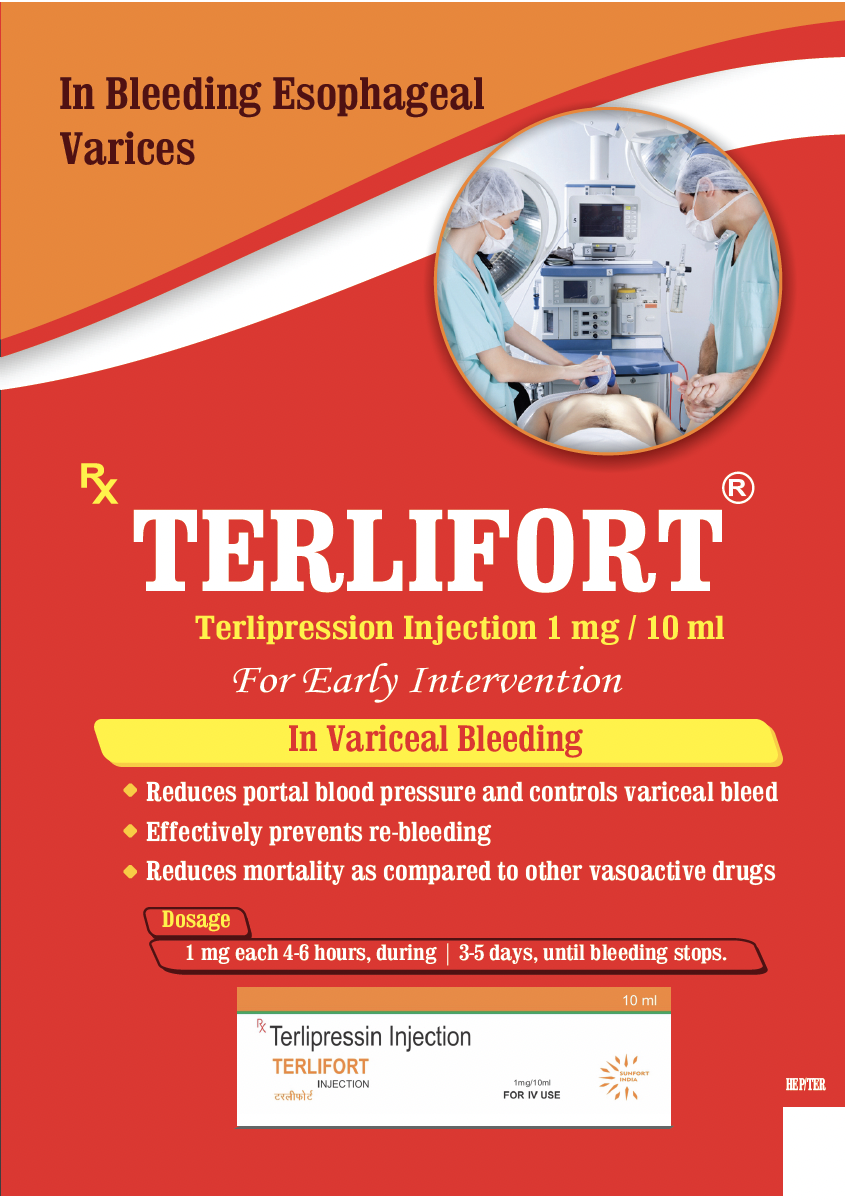 In Bleeding Esophageal
Varices
Rx
TERLIFORT®
Terlipression Injection 1 mg / 10 ml
For Early Intervention
In Variceal Bleeding
Reduces portal blood pressure and controls variceal bleed
Effectively prevents re-bleeding
Reduces mortality as compared to other vasoactive drugs
Dosage
1 mg each 4-6 hours, during | 3-5 days, until bleeding stops.
10 ml
Rx Terlipressin Injection
TERLIFORT
INJECTION
टरलीफोर्ट
1mg/10ml
FOR IV USE
SUNFORT
INDIA
HEP/TER